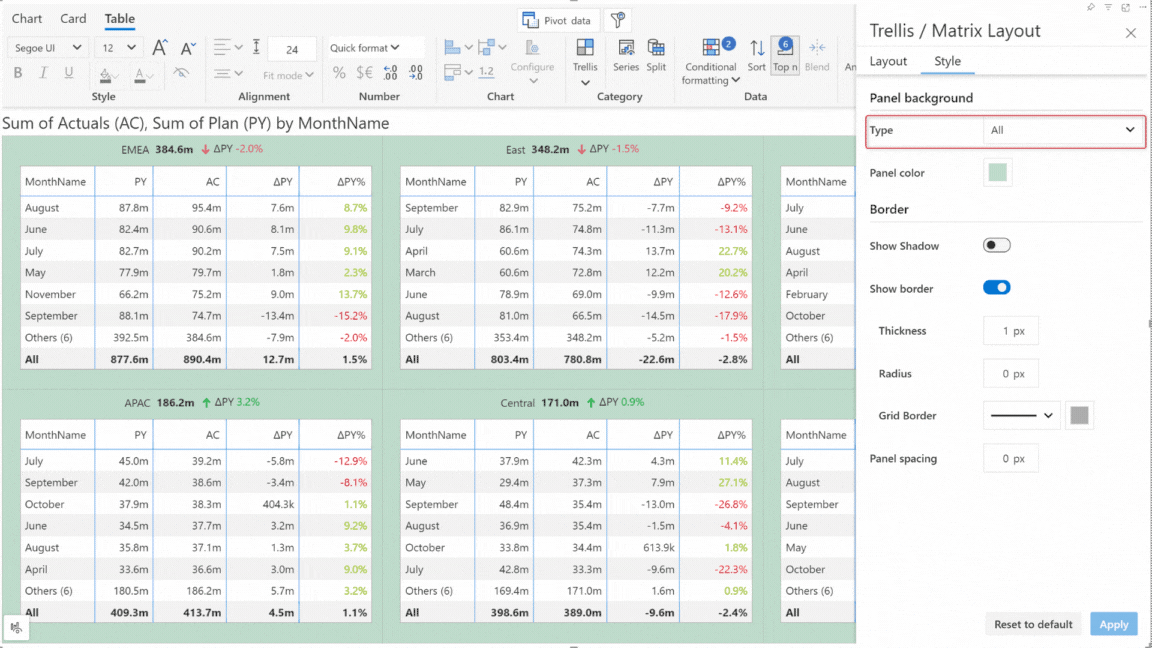 Chart Card Table
Pivot data
Segoe UI 12 A A
24
Quick format
B I U A
Fit mode
% $€ .00 .00
1.2
Configure
Trellis Series Split
2
Conditional formatting
Sort
6
Top n
Blend
An
Style Alignment Number Chart Category Data
Sum of Actuals (AC), Sum of Plan (PY) by MonthName
EMEA 384.6m ΔPY -2.0%
MonthName PY AC ΔPY ΔPY%
August 87.8m 95.4m 7.6m 8.7%
June 82.4m 90.6m 8.1m 9.8%
July 82.7m 90.2m 7.5m 9.1%
May 77.9m 79.7m 1.8m 2.3%
November 66.2m 75.2m 9.0m 13.7%
September 88.1m 74.7m -13.4m -15.2%
Others (6) 392.5m 384.6m -7.9m -2.0%
All 877.6m 890.4m 12.7m 1.5%
East 348.2m ΔPY -1.5%
MonthName PY AC ΔPY ΔPY%
September 82.9m 75.2m -7.7m -9.2%
July 86.1m 74.8m -11.3m -13.1%
April 60.6m 74.3m 13.7m 22.7%
March 60.6m 72.8m 12.2m 20.2%
June 78.9m 69.0m -9.9m -12.6%
August 81.0m 66.5m -14.5m -17.9%
Others (6) 353.4m 348.2m -5.2m -1.5%
All 803.4m 780.8m -22.6m -2.8%
MonthName
July
June
August
April
February
October
Others (6)
All
APAC 186.2m ΔPY 3.2%
MonthName PY AC ΔPY ΔPY%
July 45.0m 39.2m -5.8m -12.9%
September 42.0m 38.6m -3.4m -8.1%
October 37.9m 38.3m 404.3k 1.1%
June 34.5m 37.7m 3.2m 9.2%
August 35.8m 37.1m 1.3m 3.7%
April 33.6m 36.6m 3.0m 9.0%
Others (6) 180.5m 186.2m 5.7m 3.2%
All 409.3m 413.7m 4.5m 1.1%
Central 171.0m ΔPY 0.9%
MonthName PY AC ΔPY ΔPY%
June 37.9m 42.3m 4.3m 11.4%
May 29.4m 37.3m 7.9m 27.1%
September 48.4m 35.4m -13.0m -26.8%
August 36.9m 35.4m -1.5m -4.1%
October 33.8m 34.4m 613.9k 1.8%
July 42.8m 33.3m -9.6m -22.3%
Others (6) 169.4m 171.0m 1.6m 0.9%
All 398.6m 389.0m -9.6m -2.4%
MonthName
July
August
September
June
May
October
Others (6)
All
Trellis / Matrix Layout
Layout Style
Panel background
Type All
Panel color
Border
Show Shadow
Show border
Thickness 1 px
Radius 0 px
Grid Border
Panel spacing 0 px
Reset to default Apply